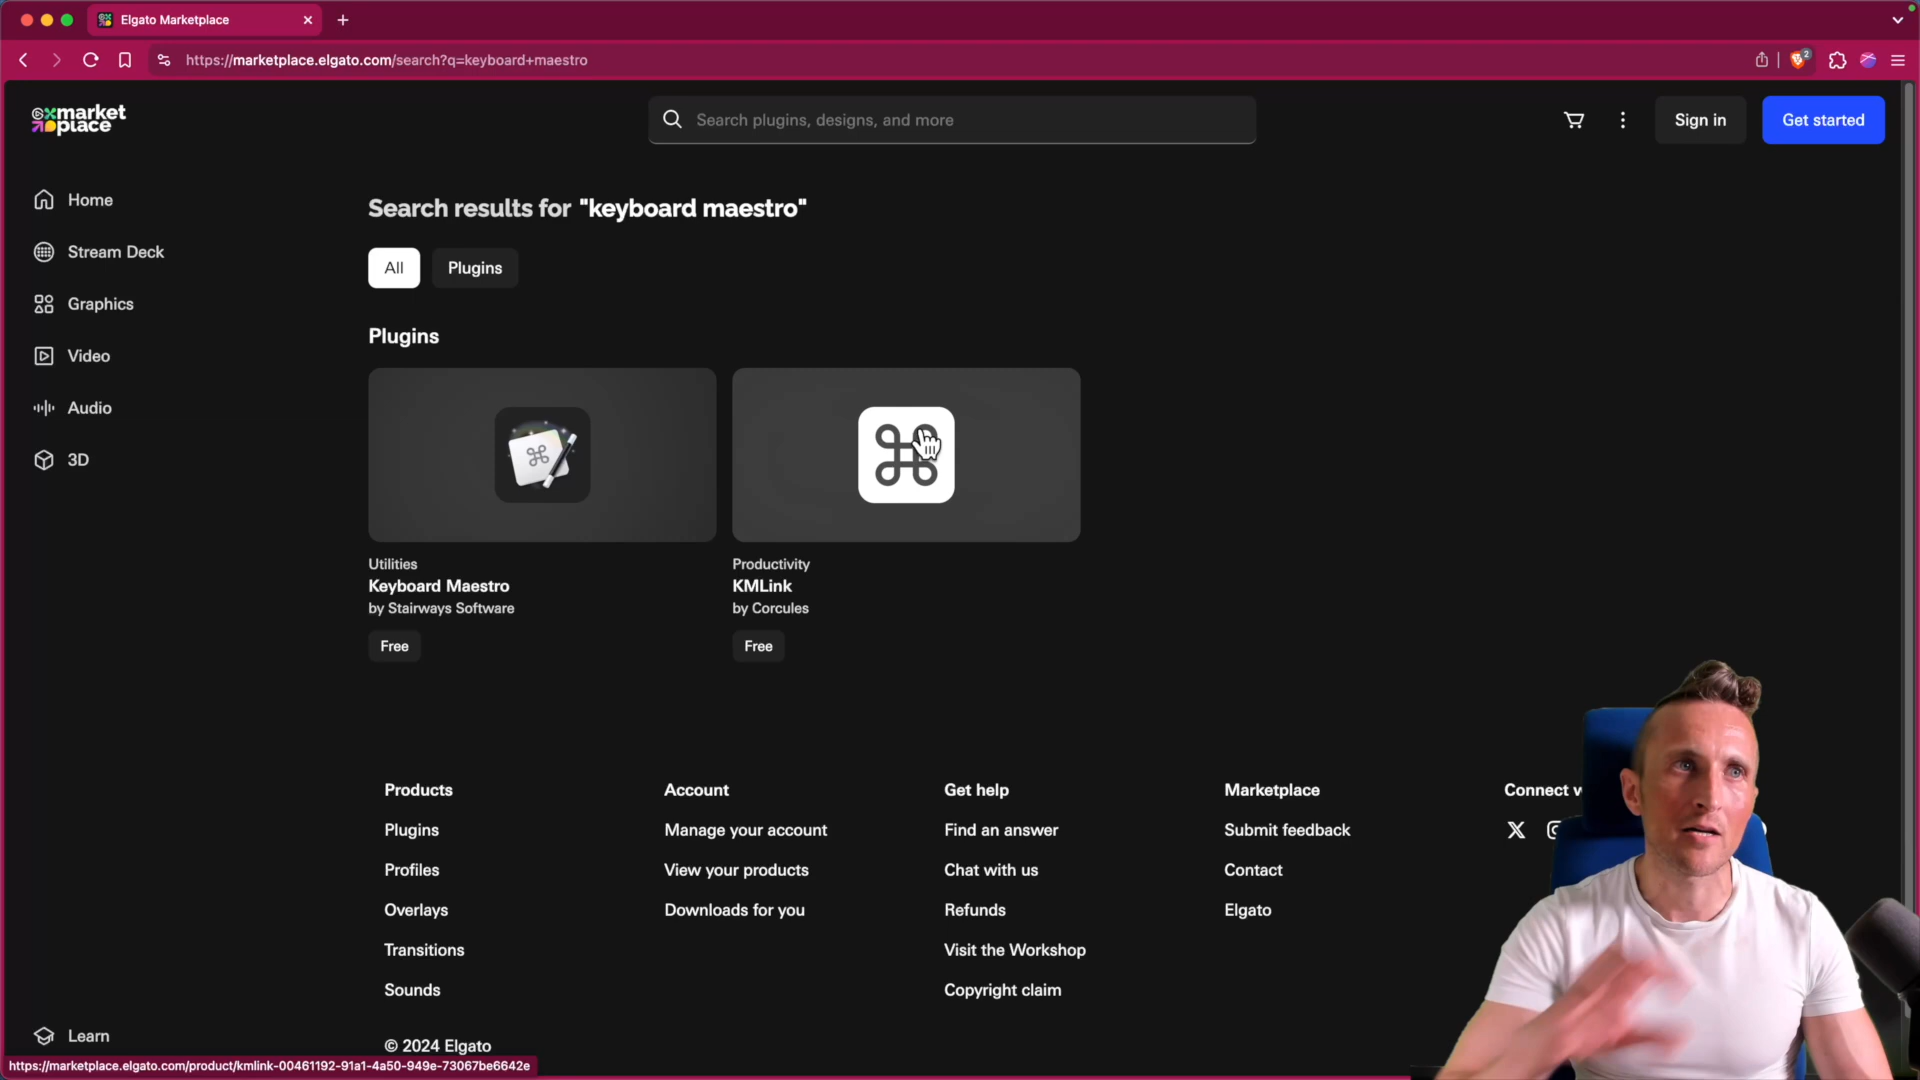 Elgato Marketplace
https://marketplace.elgato.com/search?q=keyboard+maestro
2
market
place
Search plugins, designs, and more
Sign in
Get started
Home
Stream Deck
Graphics
Video
Audio
3D
Learn
Search results for "keyboard maestro"
All
Plugins
Plugins
Utilities
Keyboard Maestro
by Stairways Software
Free
Productivity
KMLink
by Corcules
Free
Products
Plugins
Profiles
Overlays
Transitions
Sounds
Account
Manage your account
View your products
Downloads for you
Get help
Find an answer
Chat with us
Refunds
Visit the Workshop
Copyright claim
Marketplace
Submit feedback
Contact
Elgato
Connect
© 2024 Elgato
https://marketplace.elgato.com/product/kmlink-00461192-91a1-4a50-949e-73067be6642e